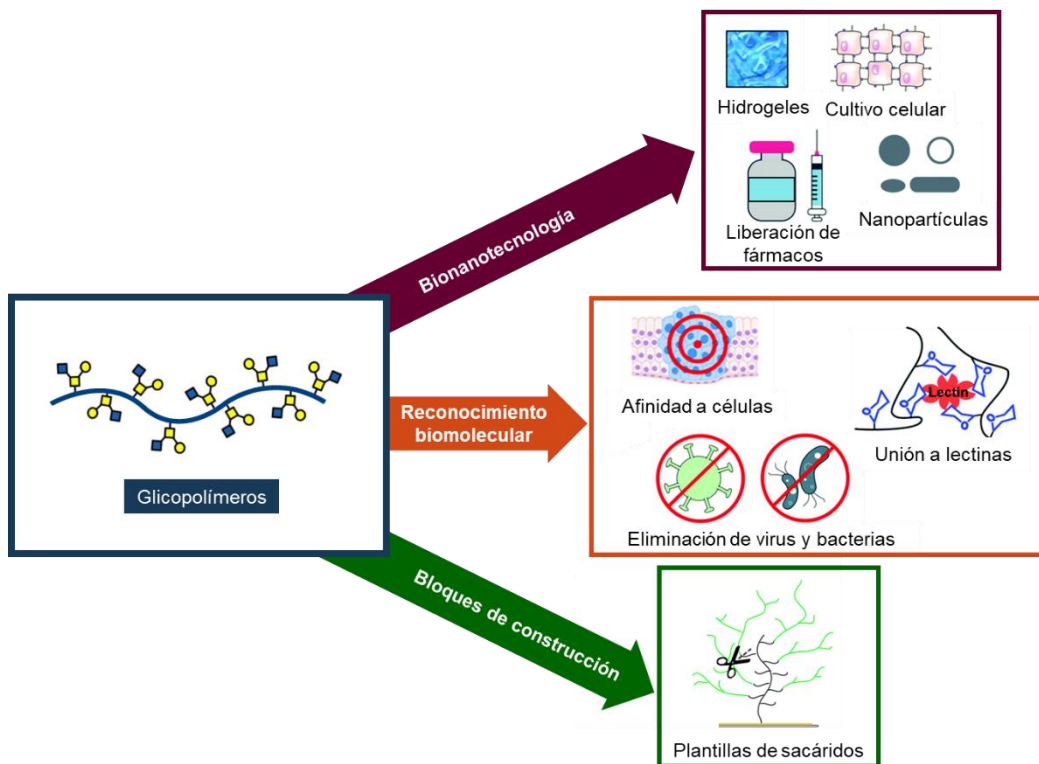 Hidrogeles
Cultivo celular
Liberación de
fármacos
Nanopartículas
Bionanotecnología
Glicopolímeros
Reconocimiento
biomolecular
Afinidad a células
Lectin
Unión a lectinas
Eliminación de virus y bacterias
Bloques de construcción
Plantillas de sacáridos